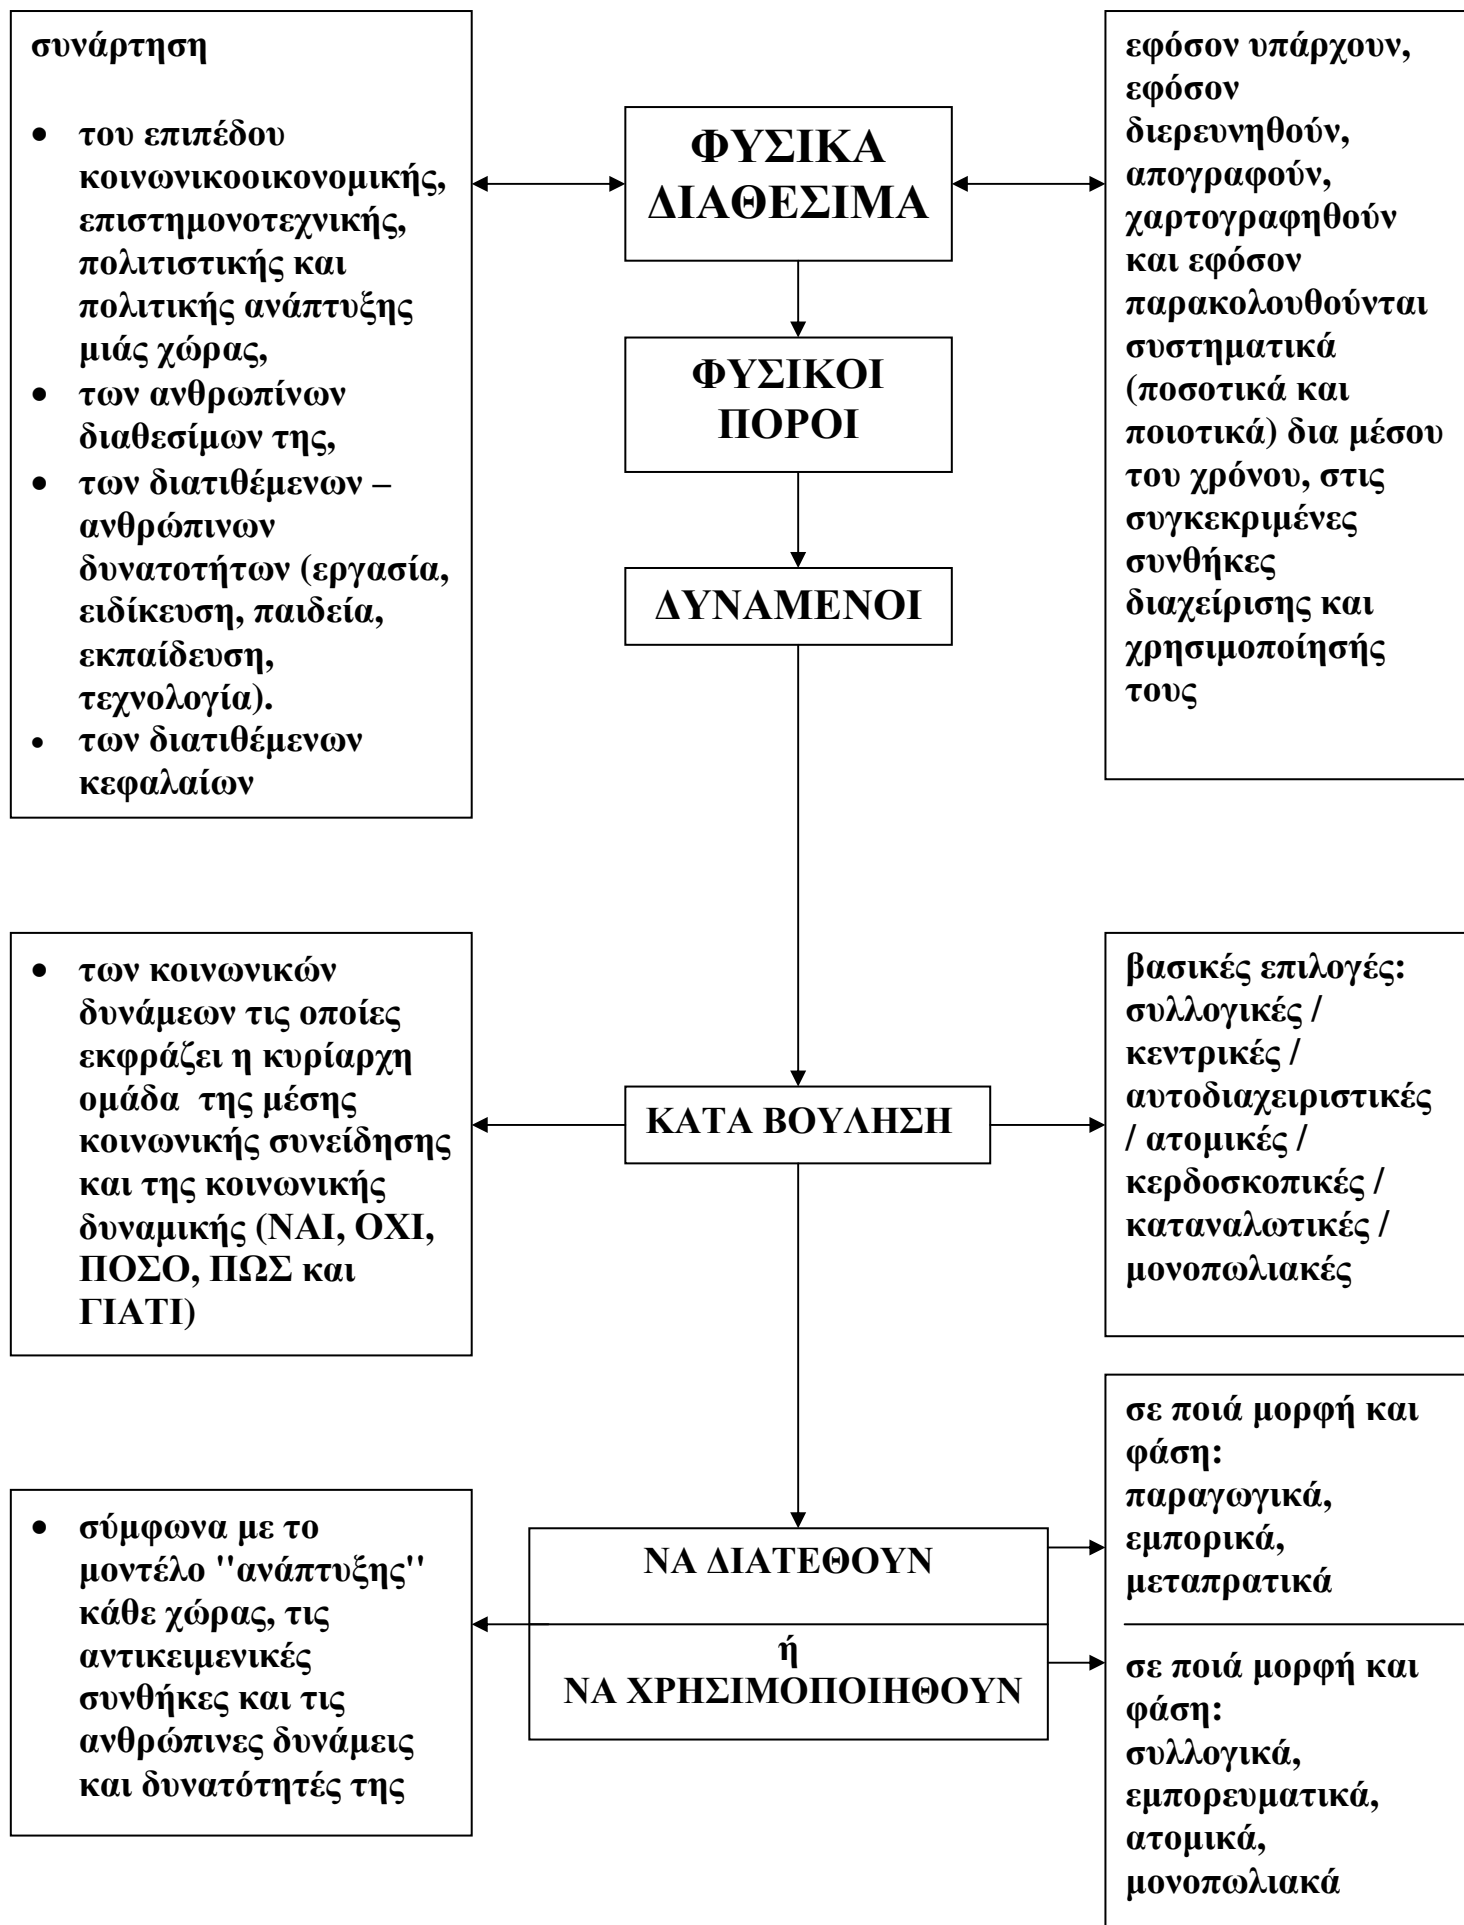 συνάρτηση
• του επιπέδου
κοινωνικοοικονομικής,
επιστημονοτεχνικής,
πολιτιστικής και
πολιτικής ανάπτυξης
μιάς χώρας,
• των ανθρωπίνων
διαθεσίμων της,
• των διατιθέμενων –
ανθρώπινων
δυνατοτήτων (εργασία,
ειδίκευση, παιδεία,
εκπαίδευση,
τεχνολογία).
• των διατιθέμενων
κεφαλαίων
ΦΥΣΙΚΑ
ΔΙΑΘΕΣΙΜΑ
εφόσον υπάρχουν,
εφόσον
διερευνηθούν,
απογραφούν,
χαρτογραφηθούν
και εφόσον
παρακολουθούνται
συστηματικά
(ποσοτικά και
ποιοτικά) δια μέσου
του χρόνου, στις
συγκεκριμένες
συνθήκες
διαχείρισης και
χρησιμοποίησής
τους
ΦΥΣΙΚΟΙ
ΠΟΡΟΙ
ΔΥΝΑΜΕΝΟΙ
• των κοινωνικών
δυνάμεων τις οποίες
εκφράζει η κυρίαρχη
ομάδα της μέσης
κοινωνικής συνείδησης
και της κοινωνικής
δυναμικής (ΝΑΙ, ΟΧΙ,
ΠΟΣΟ, ΠΩΣ και
ΓΙΑΤΙ)
ΚΑΤΑ ΒΟΥΛΗΣΗ
βασικές επιλογές:
συλλογικές /
κεντρικές /
αυτοδιαχειριστικές
/ ατομικές /
κερδοσκοπικές /
καταναλωτικές /
μονοπωλιακές
• σύμφωνα με το
μοντέλο ''ανάπτυξης''
κάθε χώρας, τις
αντικειμενικές
συνθήκες και τις
ανθρώπινες δυνάμεις
και δυνατότητές της
ΝΑ ΔΙΑΤΕΘΟΥΝ
ή
ΝΑ ΧΡΗΣΙΜΟΠΟΙΗΘΟΥΝ
σε ποιά μορφή και
φάση:
παραγωγικά,
εμπορικά,
μεταπρατικά
σε ποιά μορφή και
φάση:
συλλογικά,
εμπορευματικά,
ατομικά,
μονοπωλιακά